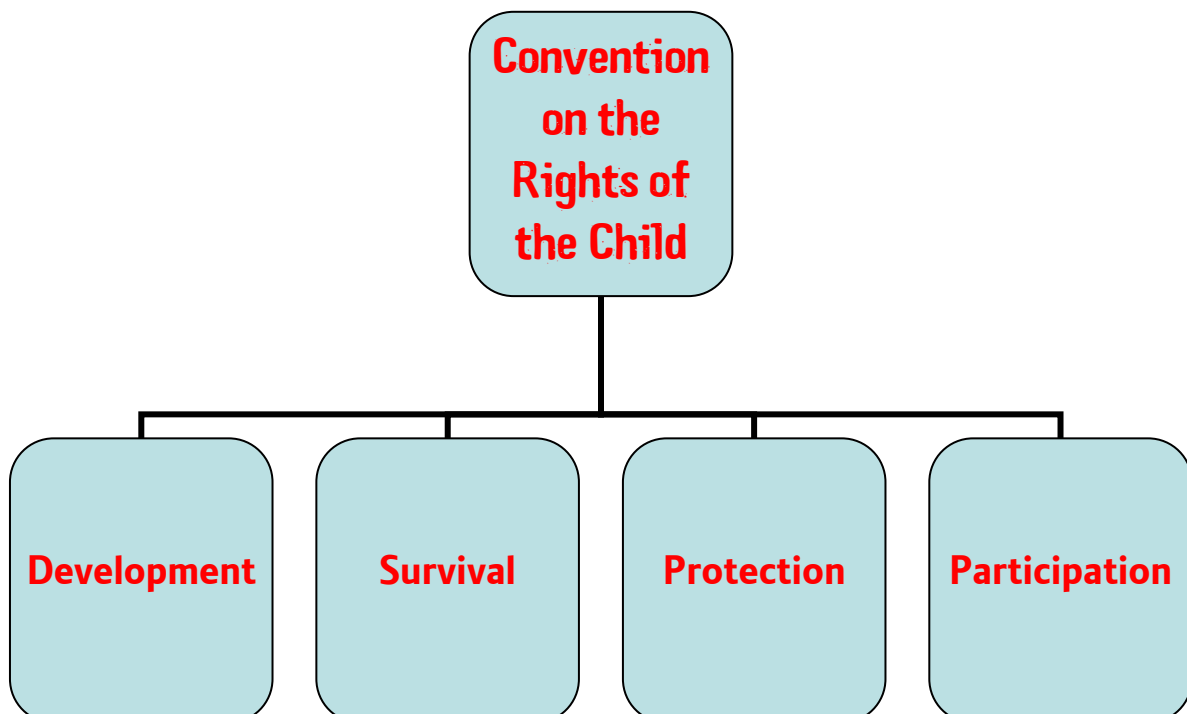 Convention
on the
Rights of
the Child
Development
Survival
Protection
Participation